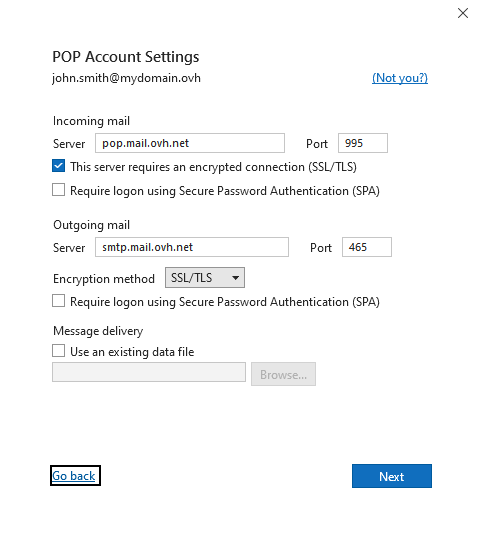 POP Account Settings
john.smith@mydomain.ovh (Not you?)
Incoming mail
Server pop.mail.ovh.net Port 995
This server requires an encrypted connection (SSL/TLS)
Require logon using Secure Password Authentication (SPA)
Outgoing mail
Server smtp.mail.ovh.net Port 465
Encryption method SSL/TLS
Require logon using Secure Password Authentication (SPA)
Message delivery
Use an existing data file
Browse...
Go back Next